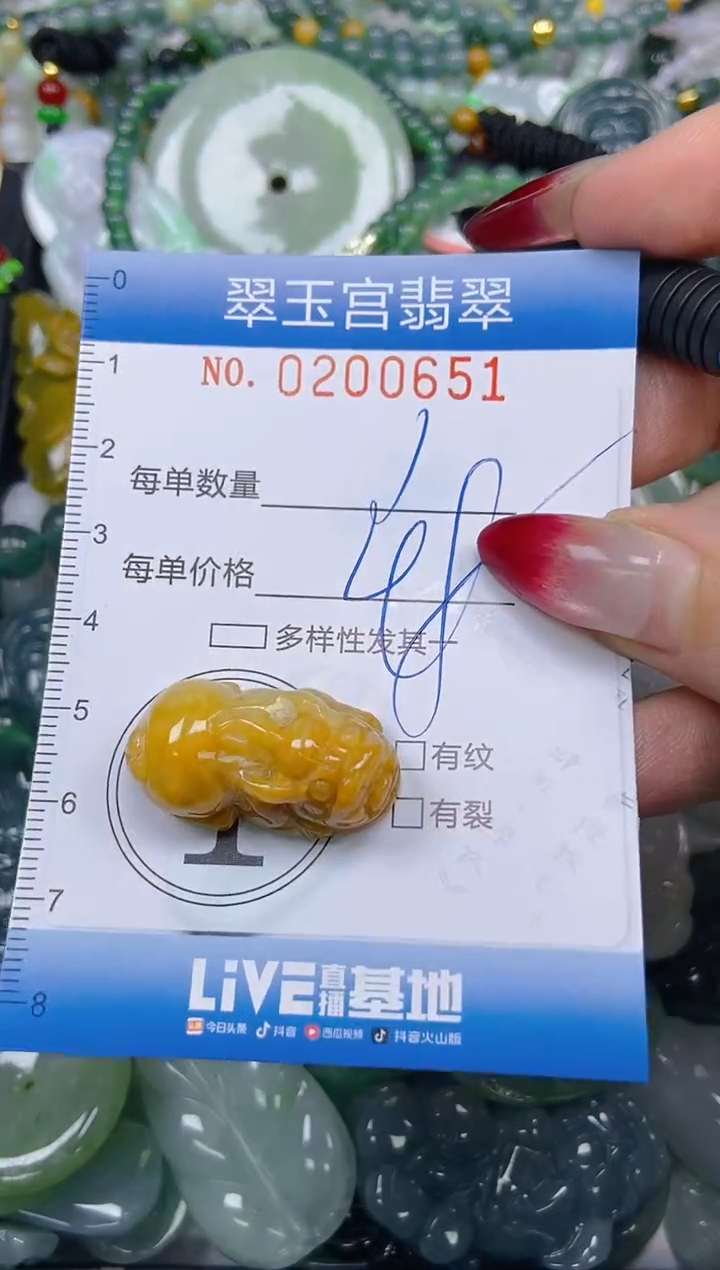 翠玉宫翡翠
NO. 0200651
每单数量
每单价格
多样性发其一
有纹
有裂
0
1
2
3
4
5
6
7
8
LiVE直播基地
今日头条 抖音 西瓜视频 抖音火山版